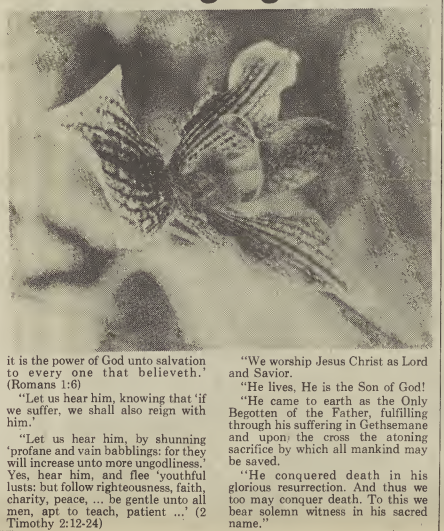 it is the power of God unto salvation
to every one that believeth.'
(Romans 1:6)
"Let us hear him, knowing that 'if
we suffer, we shall also reign with
him.'
"Let us hear him, by shunning
'profane and vain babblings: for they
will increase unto more ungodliness.'
Yes, hear him, and flee 'youthful
lusts: but follow righteousness, faith,
charity, peace, ... be gentle unto all
men, apt to teach, patient ...' (2
Timothy 2:12-24)
"We worship Jesus Christ as Lord
and Savior.
"He lives, He is the Son of God!
"He came to earth as the Only
Begotten of the Father, fulfilling
through his suffering in Gethsemane
and upon the cross the atoning
sacrifice by which all mankind may
be saved.
"He conquered death in his
glorious resurrection. And thus we
too may conquer death. To this we
bear solemn witness in his sacred
name."